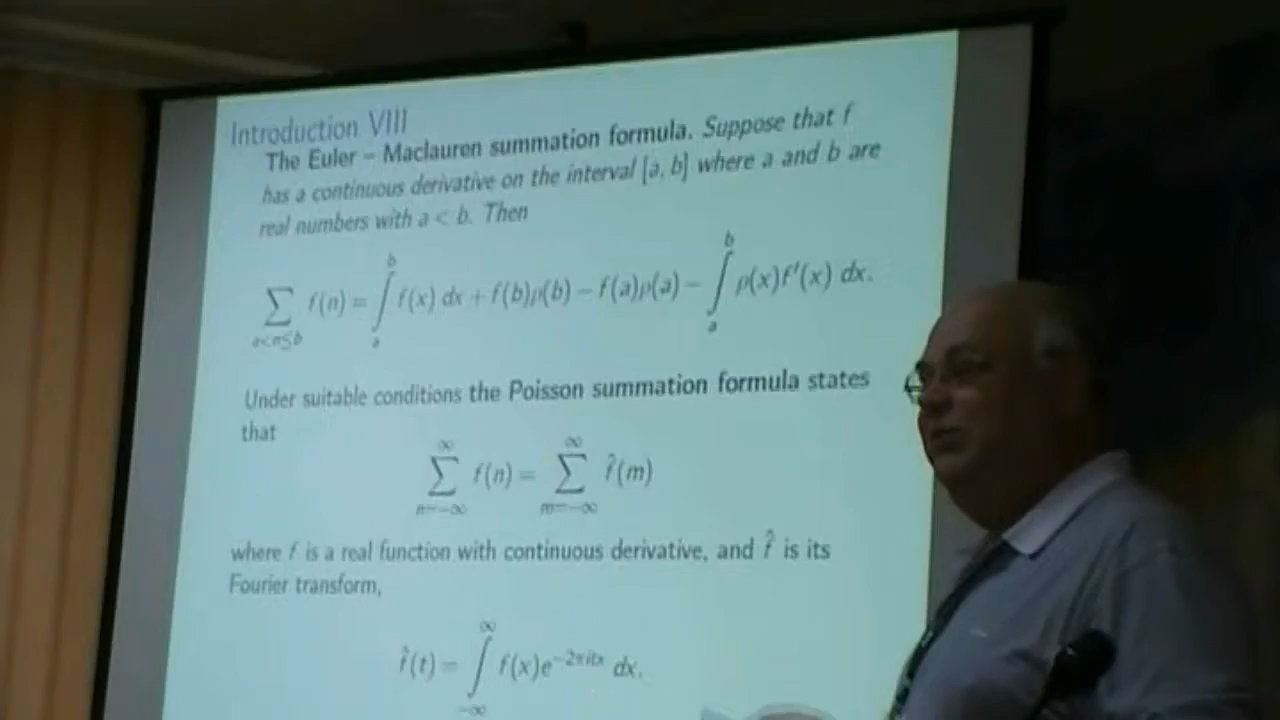 Introduction VIII
The Euler – Maclauren summation formula. Suppose that f
has a continuous derivative on the interval [a, b] where a and b are
real numbers with a < b. Then
∑_{a<n≤b} f(n) = ∫_a^b f(x) dx + f(b)ρ(b) − f(a)ρ(a) − ∫_a^b ρ(x)f′(x) dx.
Under suitable conditions the Poisson summation formula states
that
∑_{n=−∞}^{∞} f(n) = ∑_{m=−∞}^{∞} f̂(m)
where f is a real function with continuous derivative, and f̂ is its
Fourier transform,
f̂(t) = ∫_{−∞}^{∞} f(x)e^{−2πitx} dx.